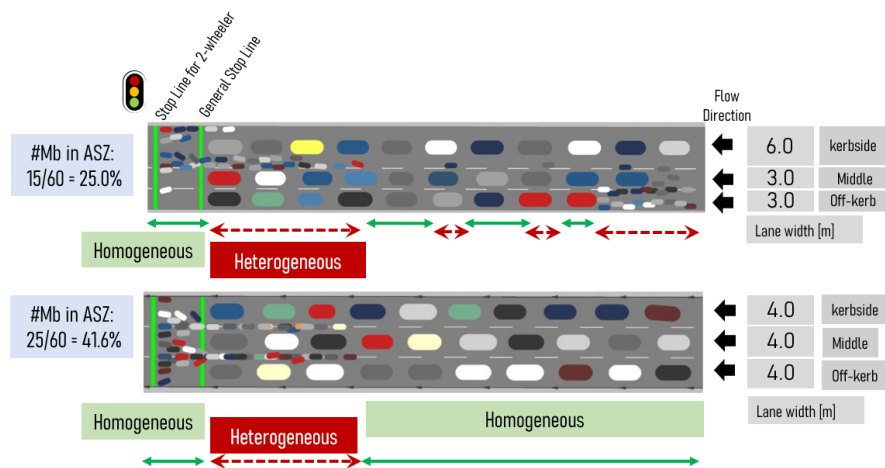 Stop Line for 2-wheeler
General Stop Line
Flow
Direction
#Mb in ASZ:
15/60 = 25.0%
6.0 kerbside
3.0 Middle
3.0 Off-kerb
Lane width [m]
Homogeneous
Heterogeneous
#Mb in ASZ:
25/60 = 41.6%
4.0 kerbside
4.0 Middle
4.0 Off-kerb
Lane width [m]
Homogeneous
Heterogeneous
Homogeneous